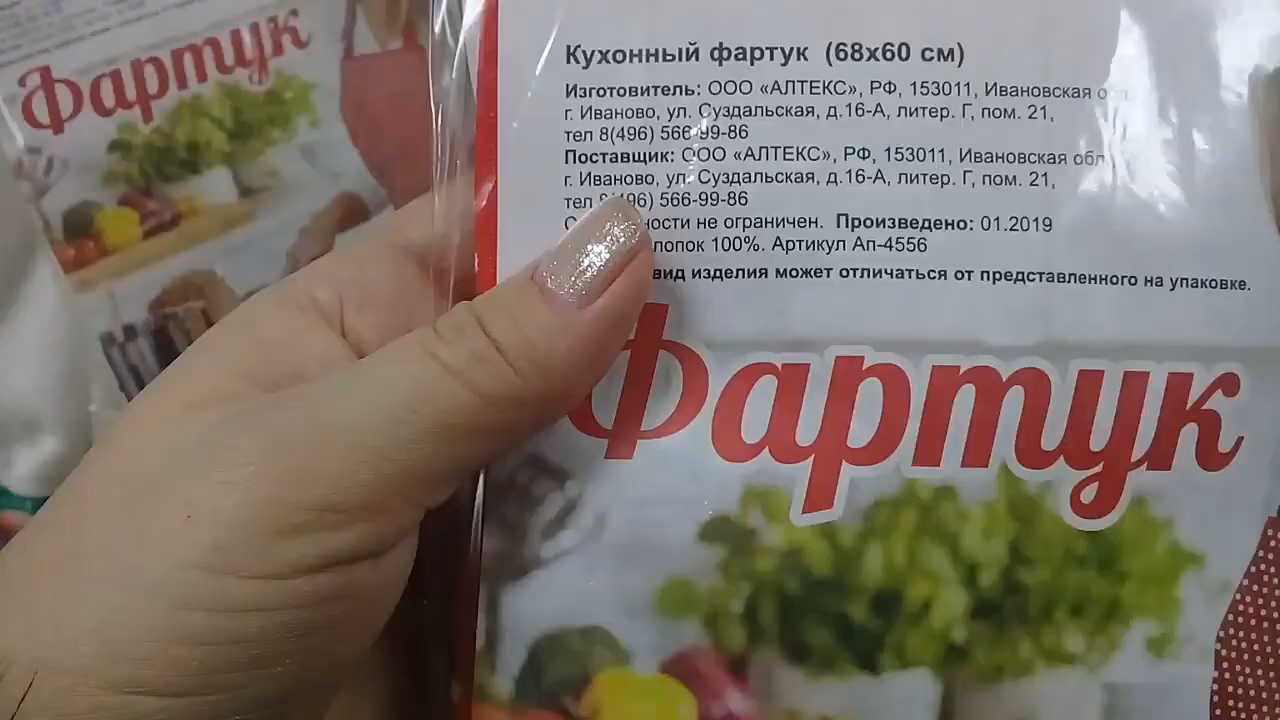 Фартук
Кухонный фартук (68х60 см)
Изготовитель: ООО «АЛТЕКС», РФ, 153011, Ивановская
г. Иваново, ул. Суздальская, д.16-А, литер. Г, пом. 21,
тел 8(496) 566-99-86
Поставщик: ООО «АЛТЕКС», РФ, 153011, Ивановская обл
г. Иваново, ул. Суздальская, д.16-А, литер. Г, пом. 21,
тел 566-99-86
не ограничен. Произведено: 01.2019
100%. Артикул Ап-4556
вид изделия может отличаться от представленного на упаковке.
Фартук